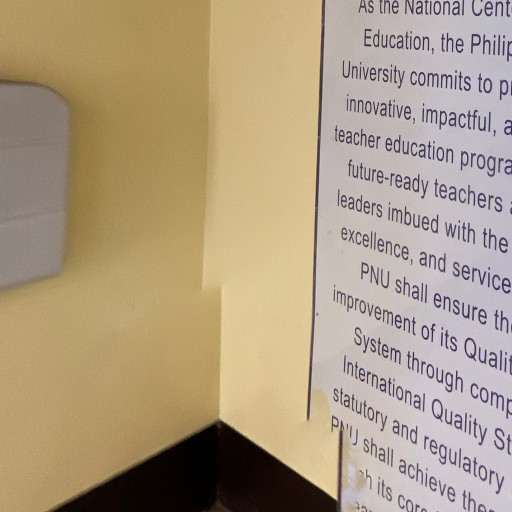 As the National Cent
Education, the Philip
University commits to p
innovative, impactful, a
teacher education progra
future-ready teachers a
leaders imbued with the
excellence, and service
PNU shall ensure th
improvement of its Qualit
System through comp
International Quality St
statutory and regulatory
PNU shall achieve the
its core